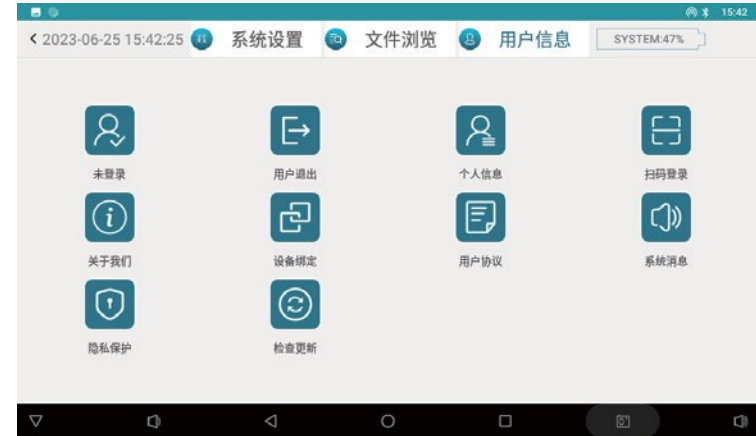 15:42
2023-06-25 15:42:25 系统设置 文件浏览 用户信息 SYSTEM:47%
未登录 用户退出 个人信息 扫码登录
关于我们 设备绑定 用户协议 系统消息
隐私保护 检查更新